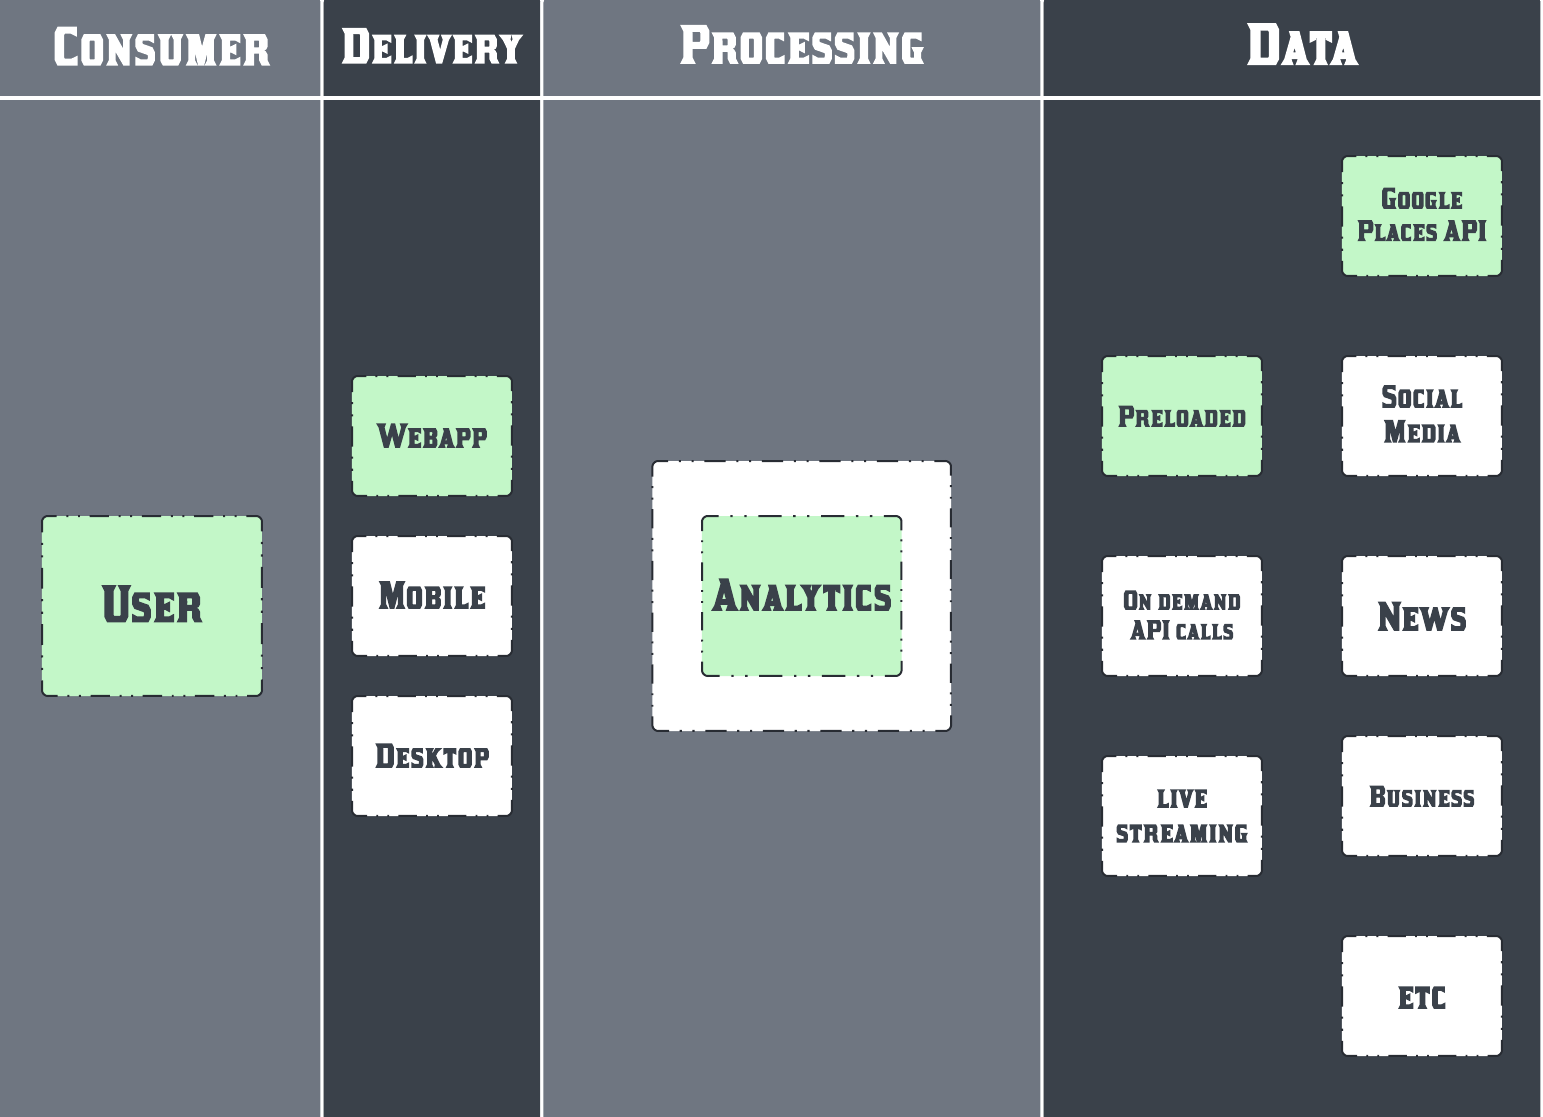 Consumer
Delivery
Processing
Data
User
Webapp
Mobile
Desktop
Analytics
Preloaded
On demand
API calls
live
streaming
Google
Places API
Social
Media
News
Business
etc